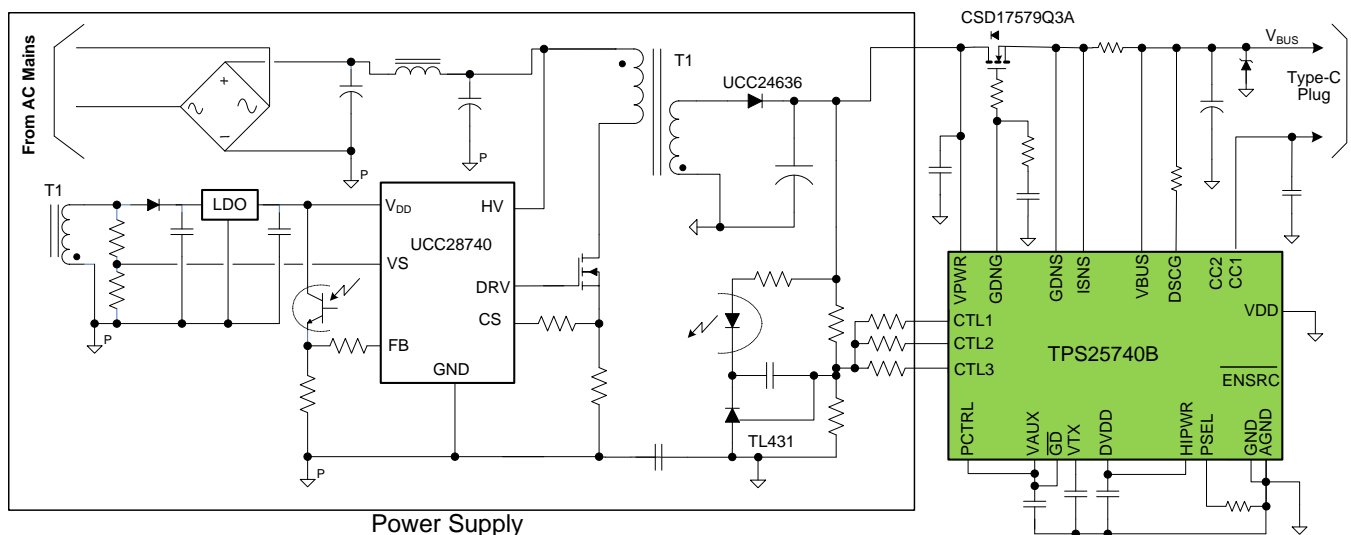 From AC Mains
+
–
P
P
T1
UCC24636
CSD17579Q3A
VBUS
Type-C
Plug
T1
LDO
VDD
HV
UCC28740
VS
DRV
CS
FB
GND
P
P
TL431
VPWR
GDNG
GDNS
ISNS
VBUS
DSCG
CC2
CC1
VDD
CTL1
CTL2
CTL3
TPS25740B
ENSRC
PCTRL
VAUX
GD
VTX
DVDD
HIPWR
PSEL
GND
AGND
Power Supply